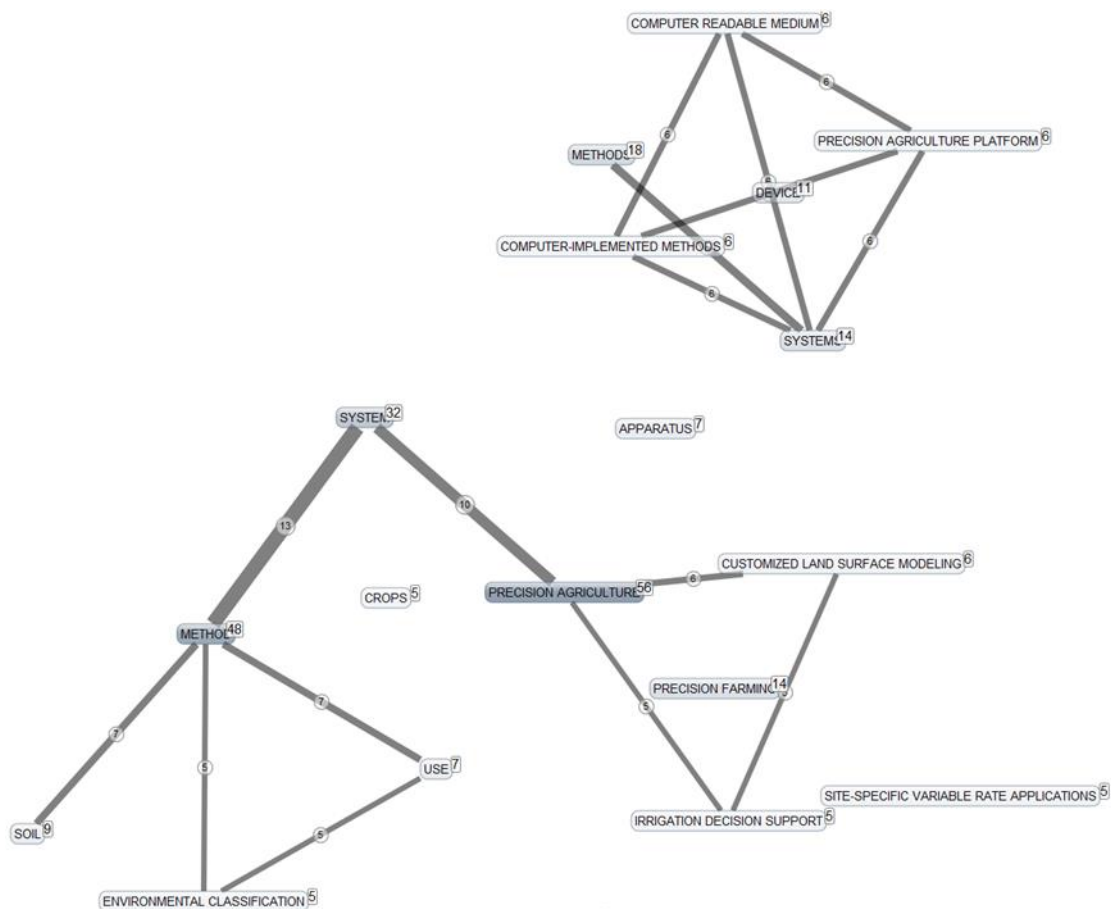 COMPUTER READABLE MEDIUM 6
6
PRECISION AGRICULTURE PLATFORM 6
6
METHODS 18
6
DEVICE 11
COMPUTER-IMPLEMENTED METHODS 6
6
6
SYSTEMS 14
SYSTEM 32
APPARATUS 7
10
13
CUSTOMIZED LAND SURFACE MODELING 6
6
PRECISION AGRICULTURE 56
CROPS 5
METHOD 48
PRECISION FARMING 14
7
5
7
5
USE 7
SITE-SPECIFIC VARIABLE RATE APPLICATIONS 5
IRRIGATION DECISION SUPPORT 5
SOIL 9
5
ENVIRONMENTAL CLASSIFICATION 5